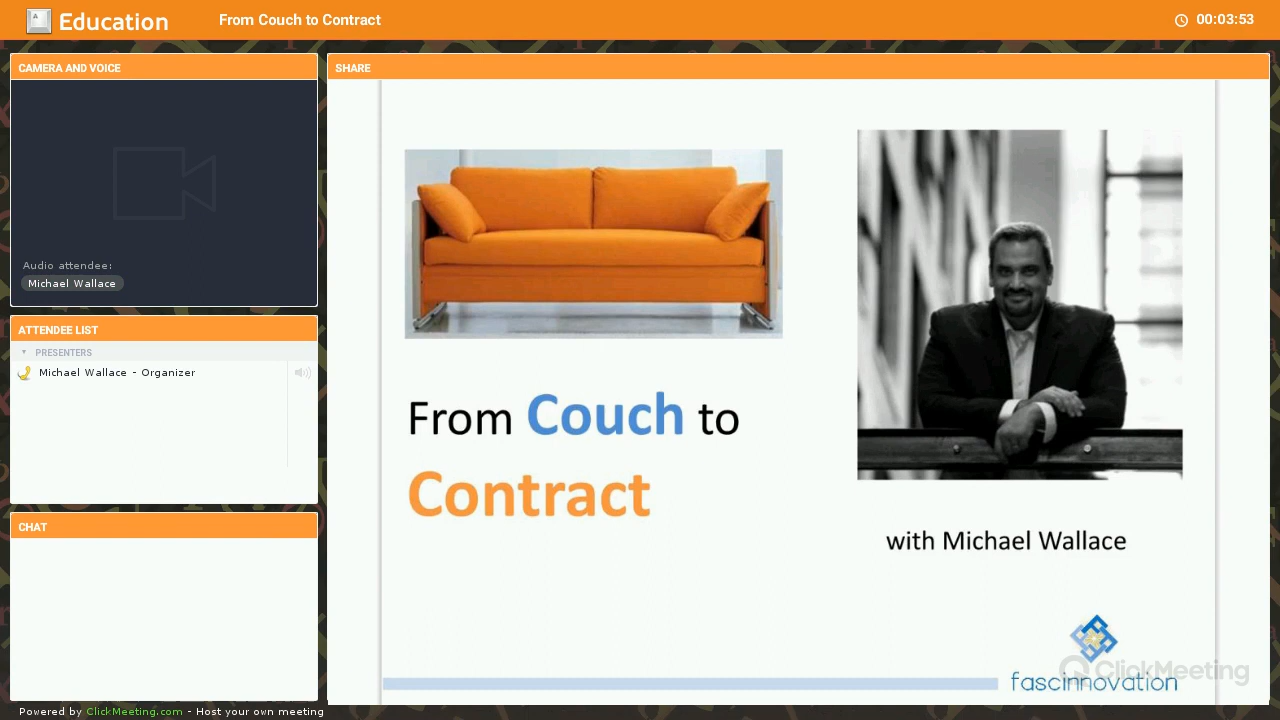 Education
From Couch to Contract
00:03:53
CAMERA AND VOICE
Audio attendee:
Michael Wallace
ATTENDEE LIST
PRESENTERS
Michael Wallace - Organizer
CHAT
Powered by ClickMeeting.com - Host your own meeting
SHARE
From Couch to
Contract
with Michael Wallace
ClickMeeting
fascinnovation